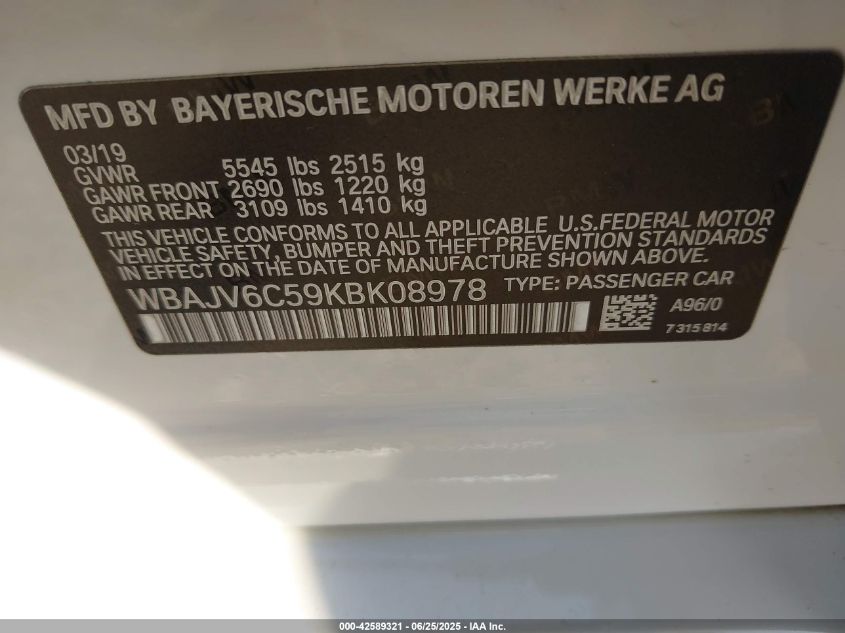 MFD BY BAYERISCHE MOTOREN WERKE AG
03/19
GVWR 5545 lbs 2515 kg
GAWR FRONT 2690 lbs 1220 kg
GAWR REAR 3109 lbs 1410 kg
THIS VEHICLE CONFORMS TO ALL APPLICABLE U.S.FEDERAL MOTOR
VEHICLE SAFETY, BUMPER AND THEFT PREVENTION STANDARDS
IN EFFECT ON THE DATE OF MANUFACTURE SHOWN ABOVE.
WBAJV6C59KBK08978 TYPE: PASSENGER CAR
A96/0
7 315 814
000-42589321 - 06/25/2025 - IAA Inc.